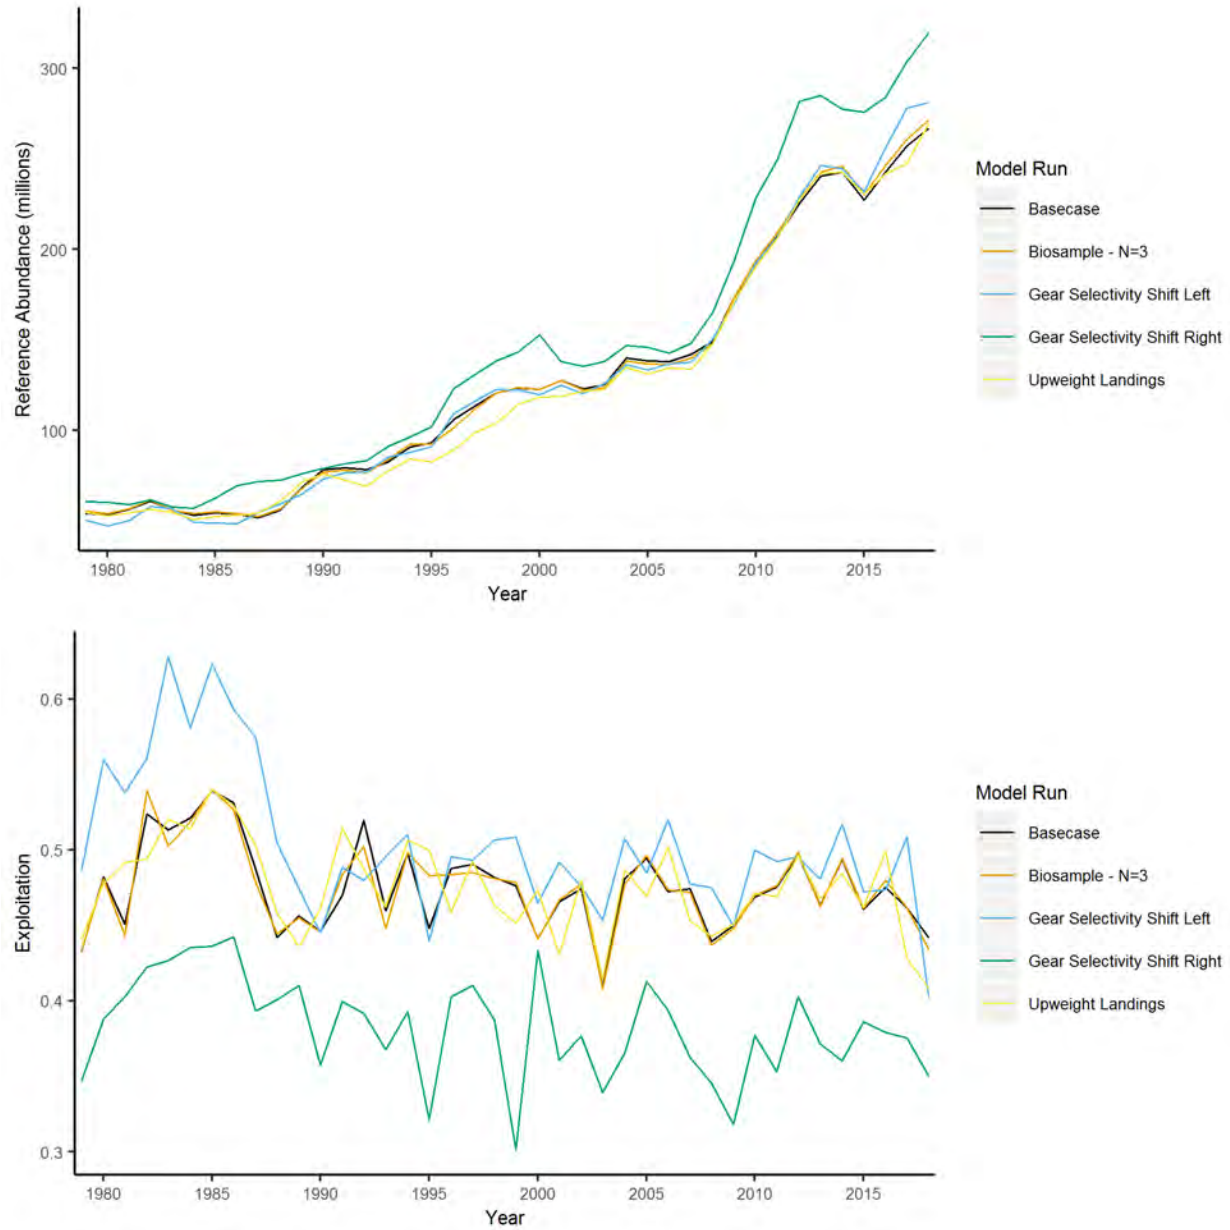 300
200
100
Reference Abundance (millions)
1980 1985 1990 1995 2000 2005 2010 2015
Year
Model Run
Basecase
Biosample - N=3
Gear Selectivity Shift Left
Gear Selectivity Shift Right
Upweight Landings
0.6
0.5
0.4
0.3
Exploitation
1980 1985 1990 1995 2000 2005 2010 2015
Year
Model Run
Basecase
Biosample - N=3
Gear Selectivity Shift Left
Gear Selectivity Shift Right
Upweight Landings